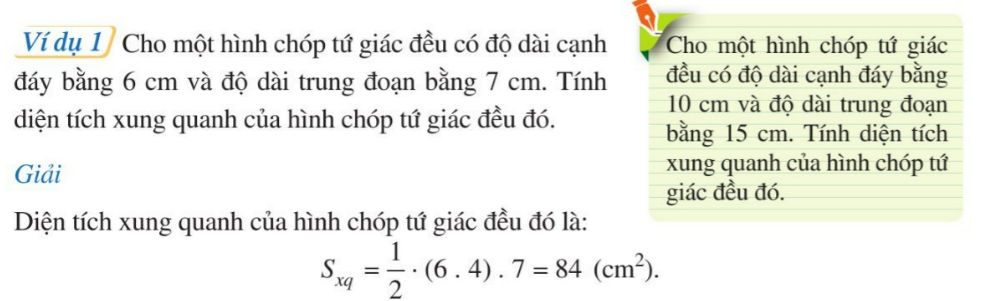 Ví dụ 1 Cho một hình chóp tứ giác đều có độ dài cạnh
đáy bằng 6 cm và độ dài trung đoạn bằng 7 cm. Tính
diện tích xung quanh của hình chóp tứ giác đều đó.
Giải
Diện tích xung quanh của hình chóp tứ giác đều đó là:
S_{xq} = \frac{1}{2} \cdot (6 . 4) . 7 = 84 (cm²).
Cho một hình chóp tứ giác
đều có độ dài cạnh đáy bằng
10 cm và độ dài trung đoạn
bằng 15 cm. Tính diện tích
xung quanh của hình chóp tứ
giác đều đó.